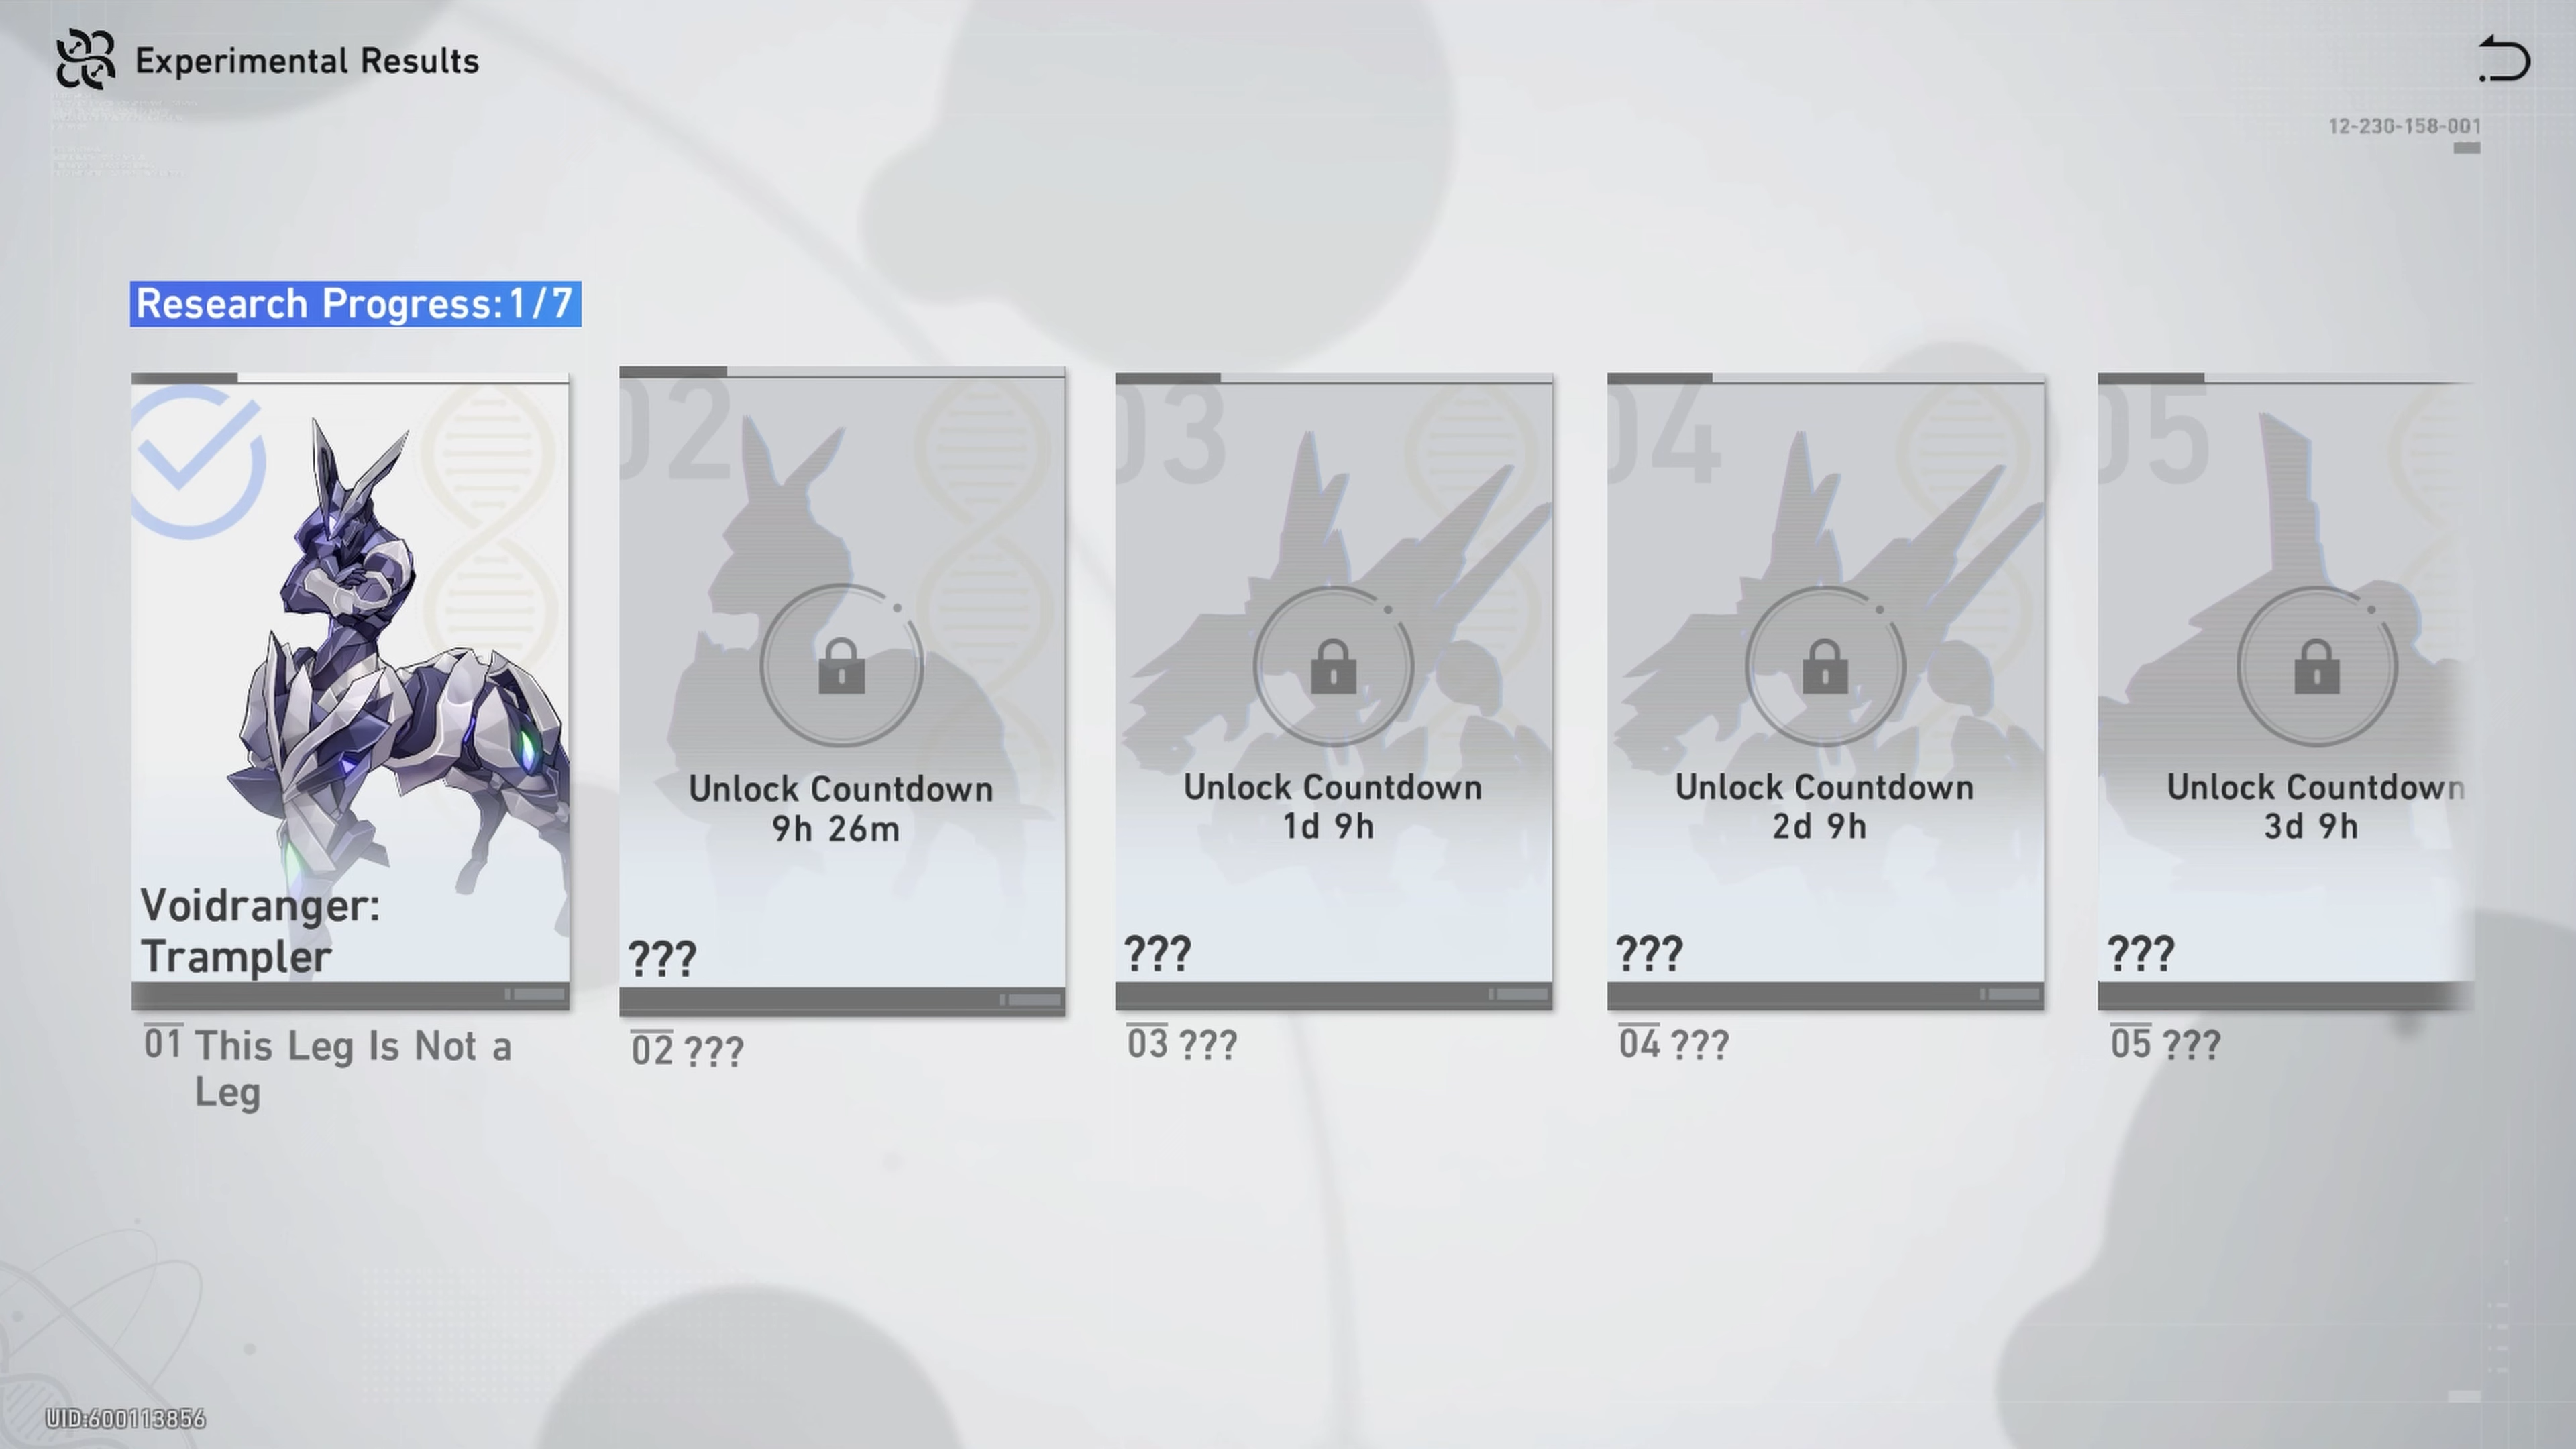 Experimental Results
12-230-158-001
Research Progress:1/7
Voidranger:
Trampler
01 This Leg Is Not a
Leg
02
Unlock Countdown
9h 26m
???
02 ???
03
Unlock Countdown
1d 9h
???
03 ???
04
Unlock Countdown
2d 9h
???
04 ???
05
Unlock Countdown
3d 9h
???
05 ???
UID:600113856